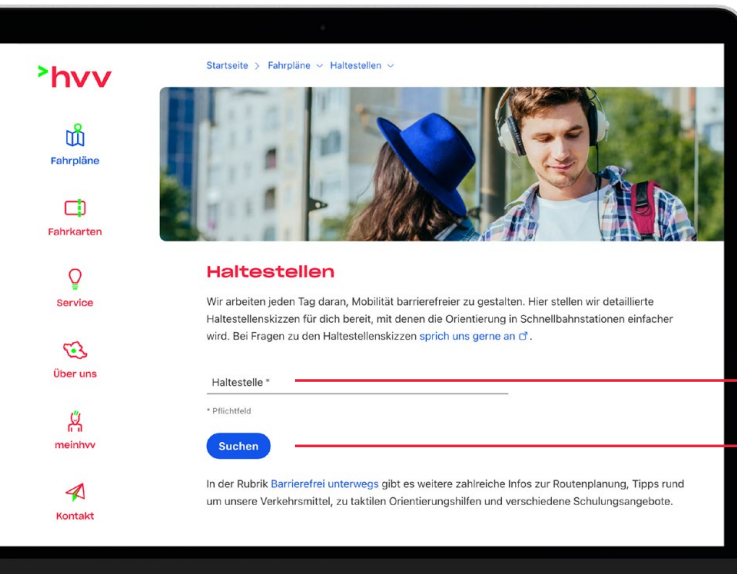 >hvv
Fahrpläne
Fahrkarten
Service
Über uns
meinhvv
Kontakt
Startseite > Fahrpläne Haltestellen
Haltestellen
Wir arbeiten jeden Tag daran, Mobilität barrierefreier zu gestalten. Hier stellen wir detaillierte
Haltestellenskizzen für dich bereit, mit denen die Orientierung in Schnellbahnstationen einfacher
wird. Bei Fragen zu den Haltestellenskizzen sprich uns gerne an.
Haltestelle *
* Pflichtfeld
Suchen
In der Rubrik Barrierefrei unterwegs gibt es weitere zahlreiche Infos zur Routenplanung, Tipps rund
um unsere Verkehrsmittel, zu taktilen Orientierungshilfen und verschiedene Schulungsangebote.